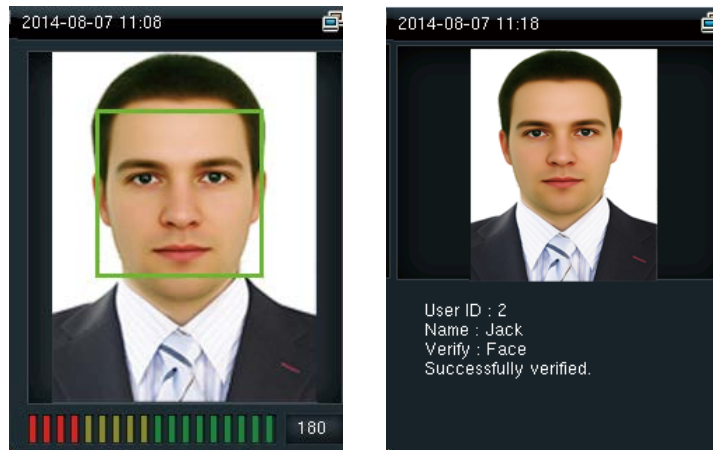 2014-08-07 11:08
180
2014-08-07 11:18
User ID : 2
Name : Jack
Verify : Face
Successfully verified.